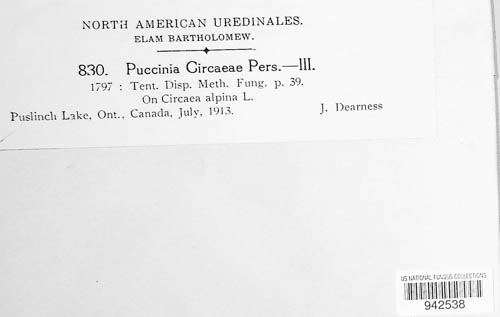 NORTH AMERICAN UREDINALES.
ELAM BARTHOLOMEW.
830. Puccinia Circaeae Pers.—III.
1797 : Tent. Disp. Meth. Fung. p. 39.
On Circaea alpina L.
Puslinch Lake, Ont., Canada, July, 1913. J. Dearness
US NATIONAL FUNGUS COLLECTIONS
942538